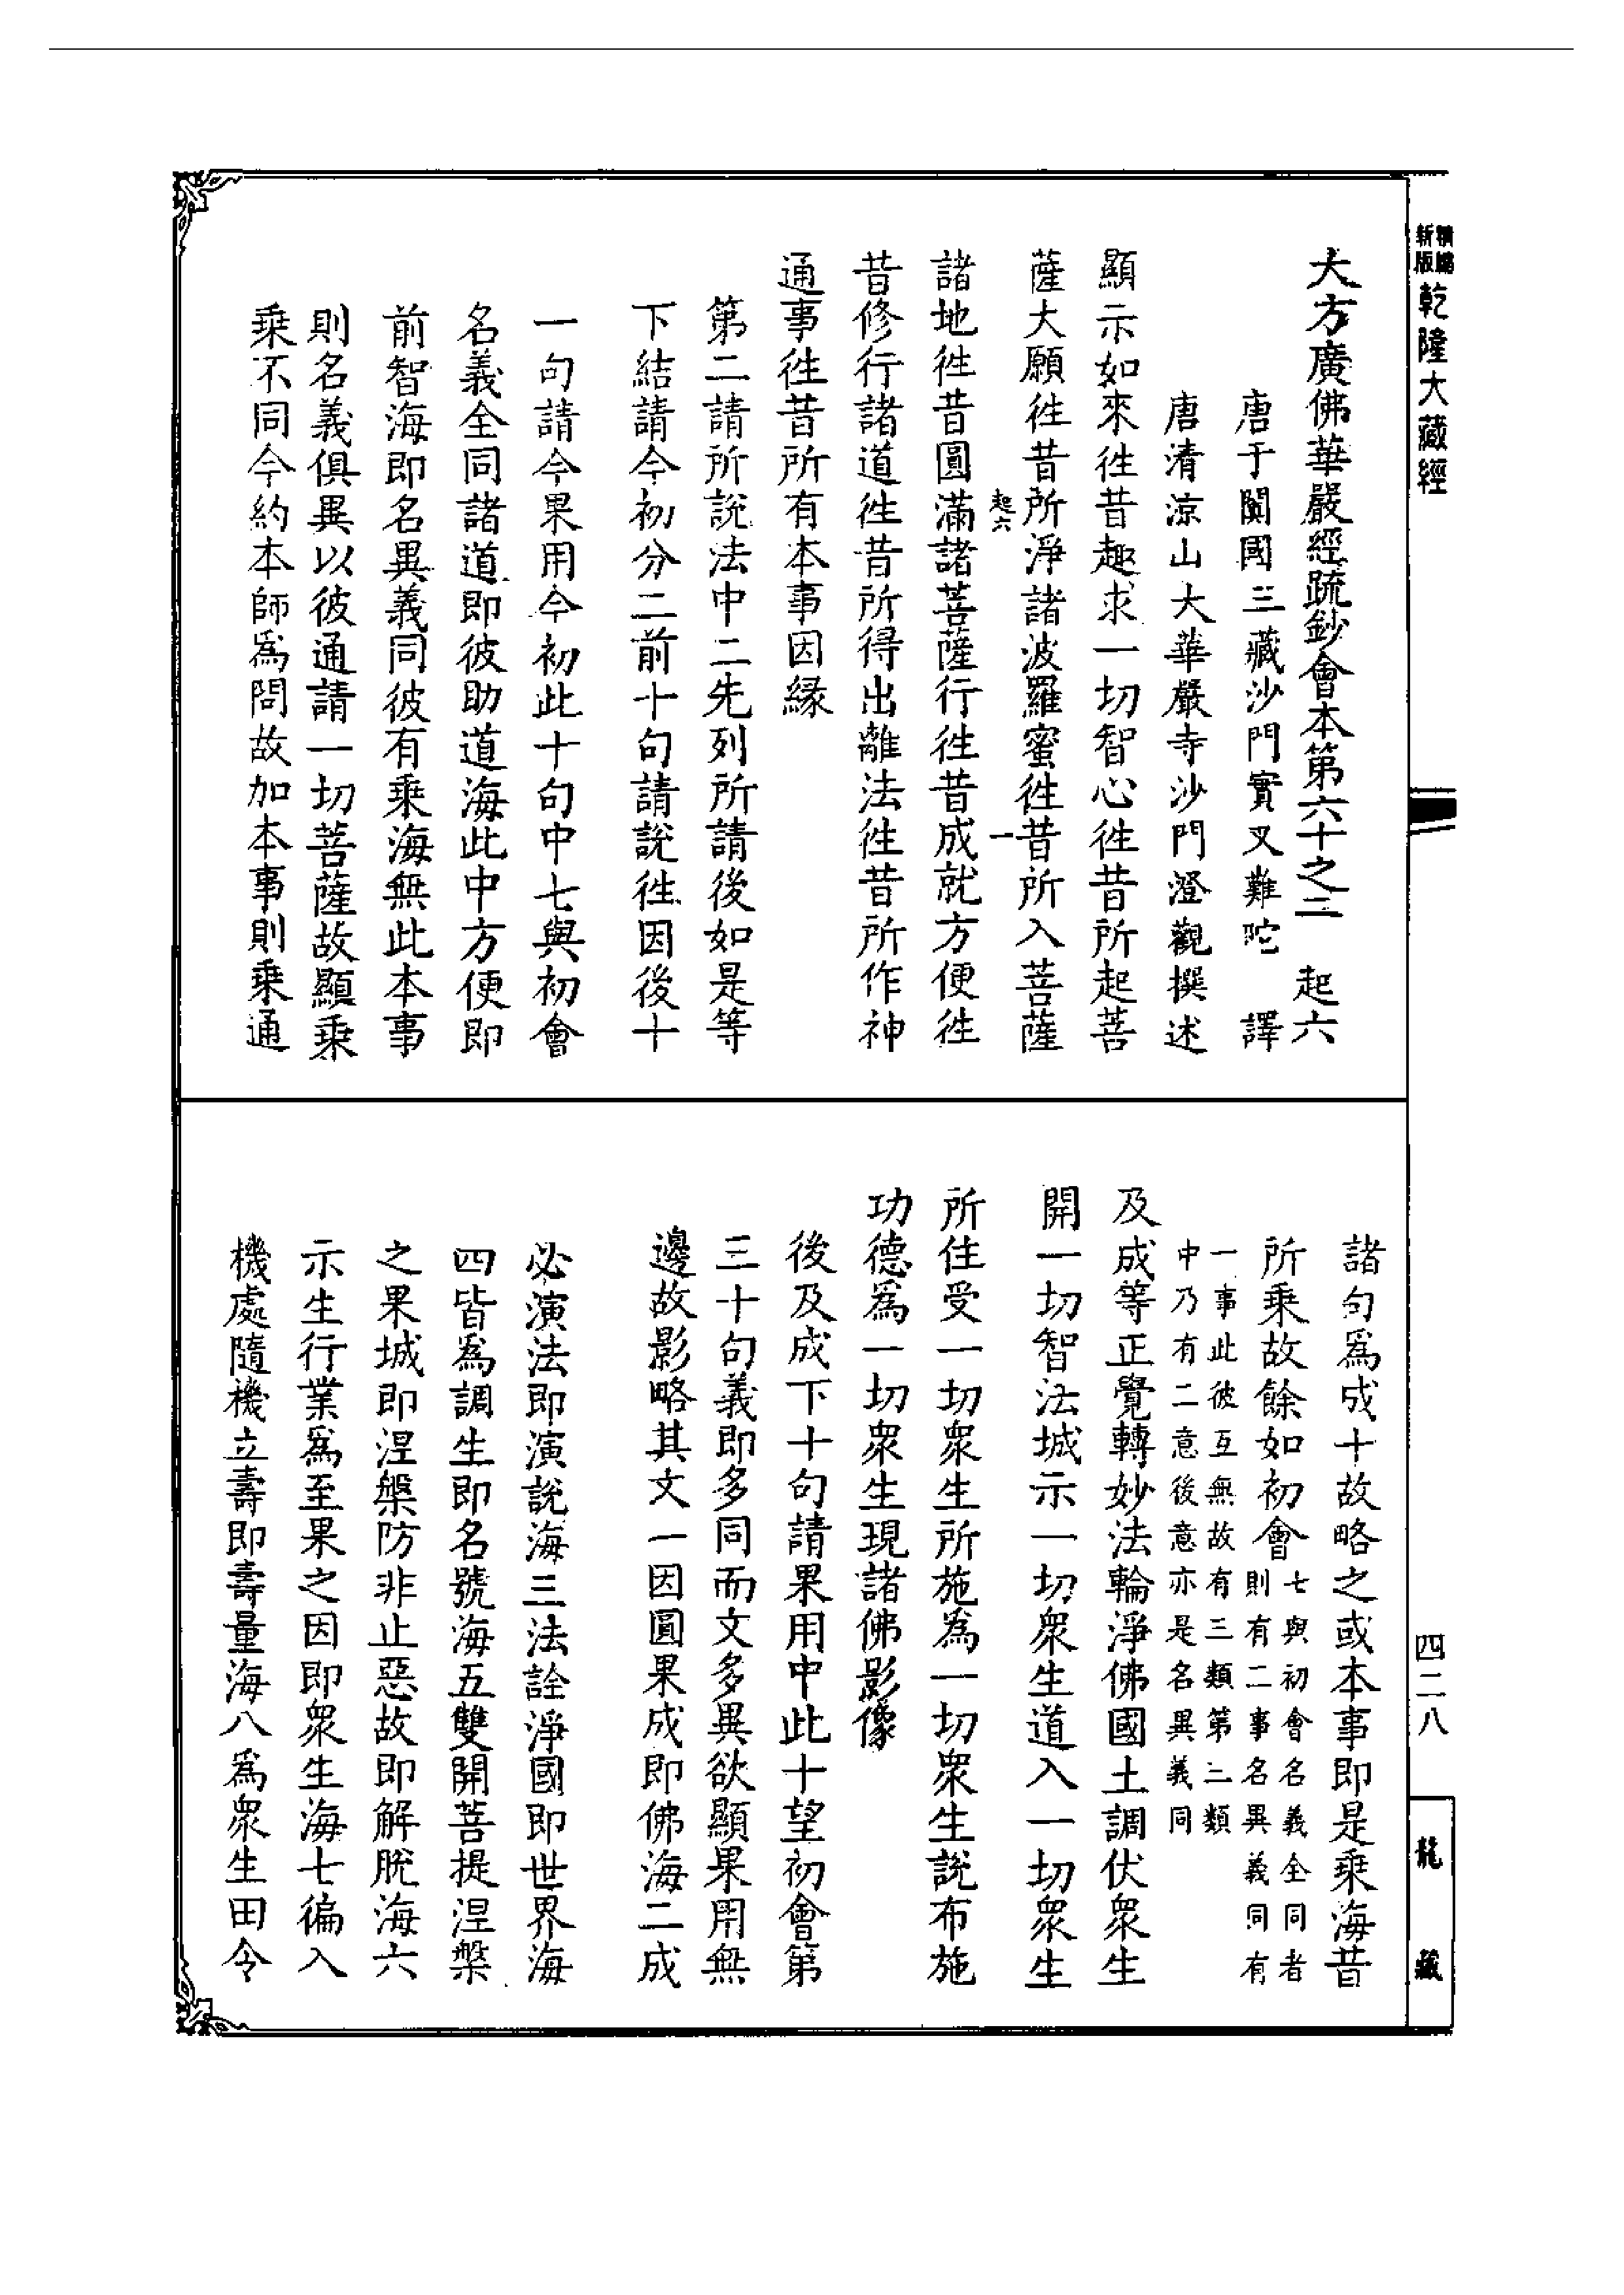 精編新版
乾隆大藏經
大方廣佛華嚴經疏鈔會本第六十之二　起六
唐于闐國三藏沙門實叉難陀　譯
唐清涼山大華嚴寺沙門澄觀撰述
顯示如來往昔趣求一切智心往昔所起菩
薩大願往昔所淨諸波羅蜜往昔所入菩薩
起六　一
諸地往昔圓滿諸菩薩行往昔成就方便往
昔修行諸道往昔所得出離法往昔所作神
通事往昔所有本事因緣
第二請所說法中二先列所請後如是等
下結請今初分二前十句請說往因後十
一句請今果用今初此十句中七與初會
名義全同諸道即彼助道海此中方便即
前智海即名異義同彼有乘海無此本事
則名義俱異以彼通請一切菩薩故顯乘
乘不同今約本師爲問故加本事則乘通
諸句爲成十故略之或本事即是乘海昔
所乘故餘如初會七與初會名義全同者
則有二事名異義同有
一事此彼互無故有三類第三類
中乃有二意後意亦是名異義同
及成等正覺轉妙法輪淨佛國土調伏衆生
開一切智法城示一切衆生道入一切衆生
所住受一切衆生所施爲一切衆生說布施
功德爲一切衆生現諸佛影像
後及成下十句請果用中此十望初會第
三十句義即多同而文多異欲顯果用無
邊故影略其文一因圓果成即佛海二成
必演法即演說海三法詮淨國即世界海
四皆爲調生即名號海五雙開菩提涅槃
之果城即涅槃防非止惡故即解脫海六
示生行業爲至果之因即衆生海七徧入
機處隨機立壽即壽量海八爲衆生田令
四二八
龍藏